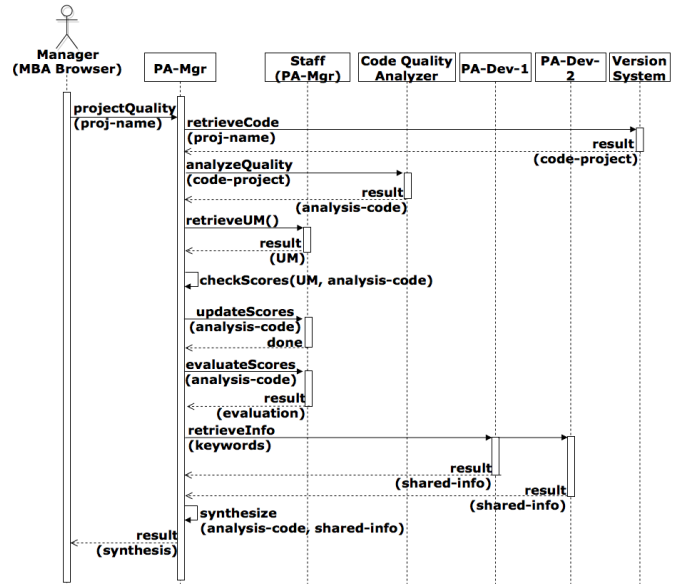 Manager
(MBA Browser)
PA-Mgr
Staff
(PA-Mgr)
Code Quality
Analyzer
PA-Dev-1
PA-Dev-
2
Version
System
projectQuality
(proj-name)
retrieveCode
(proj-name)
result
(code-project)
analyzeQuality
(code-project)
result
(analysis-code)
retrieveUM()
result
(UM)
checkScores(UM, analysis-code)
updateScores
(analysis-code)
done
evaluateScores
(analysis-code)
result
(evaluation)
retrieveInfo
(keywords)
result
(shared-info)
result
(shared-info)
synthesize
(analysis-code, shared-info)
result
(synthesis)